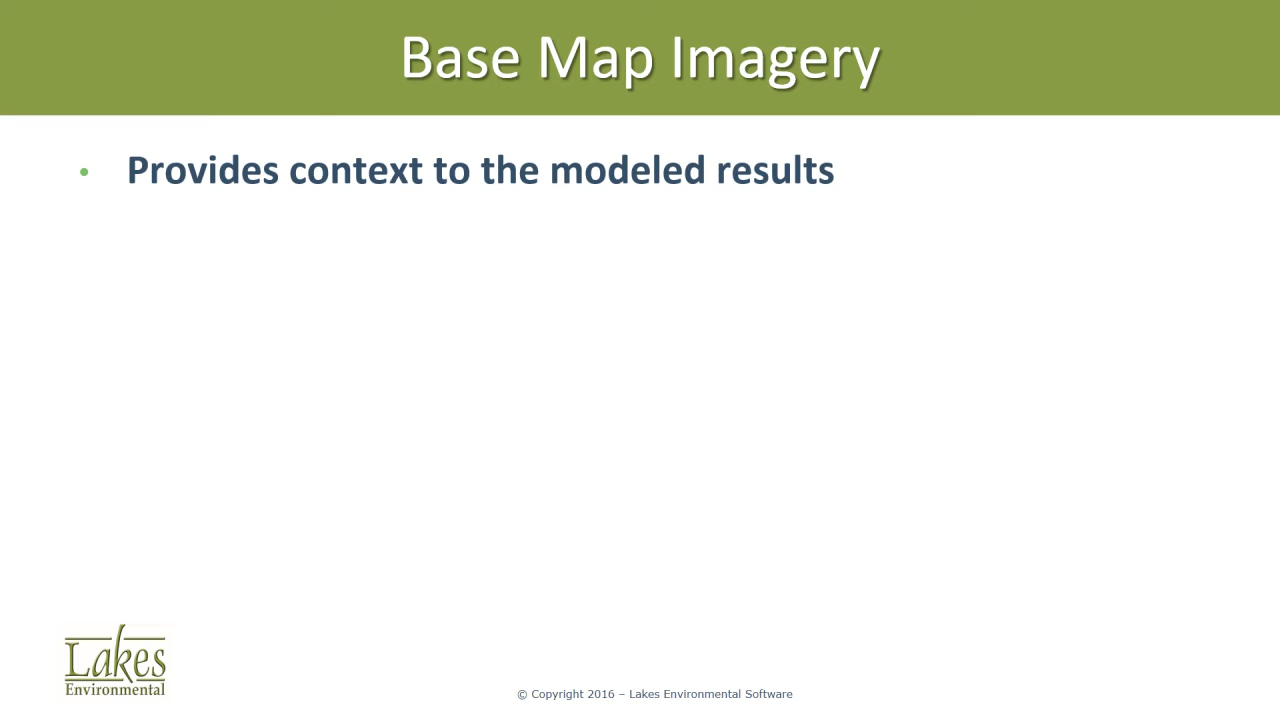 Base Map Imagery
• Provides context to the modeled results
Lakes
Environmental
© Copyright 2016 – Lakes Environmental Software